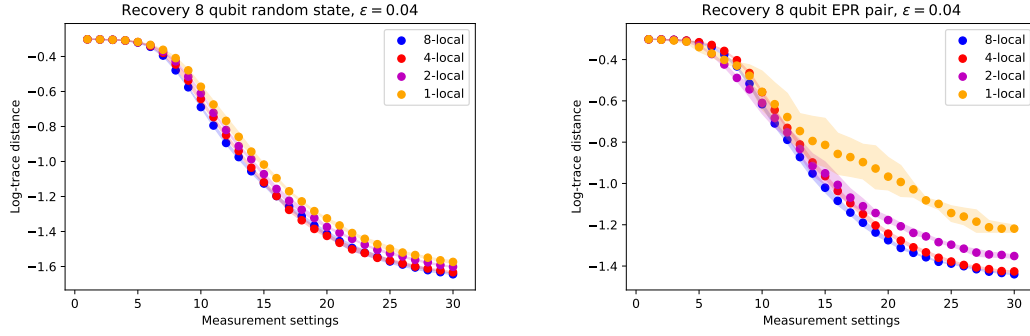 Recovery 8 qubit random state, ε = 0.04
Log-trace distance
−0.4
−0.6
−0.8
−1.0
−1.2
−1.4
−1.6
8-local
4-local
2-local
1-local
0 5 10 15 20 25 30
Measurement settings
Recovery 8 qubit EPR pair, ε = 0.04
Log-trace distance
−0.4
−0.6
−0.8
−1.0
−1.2
−1.4
8-local
4-local
2-local
1-local
0 5 10 15 20 25 30
Measurement settings